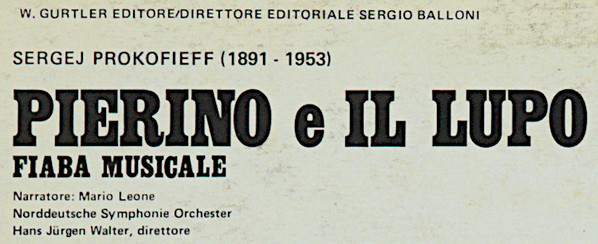 W. GURTLER EDITORE/DIRETTORE EDITORIALE SERGIO BALLONI
SERGEJ PROKOFIEFF (1891 - 1953)
PIERINO e IL LUPO
FIABA MUSICALE
Narratore: Mario Leone
Norddeutsche Symphonie Orchester
Hans Jürgen Walter, direttore